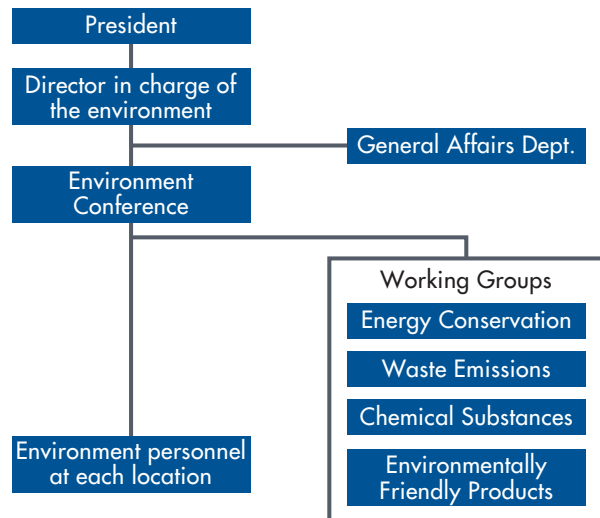 President
Director in charge of
the environment
General Affairs Dept.
Environment
Conference
Working Groups
Energy Conservation
Waste Emissions
Chemical Substances
Environmentally
Friendly Products
Environment personnel
at each location